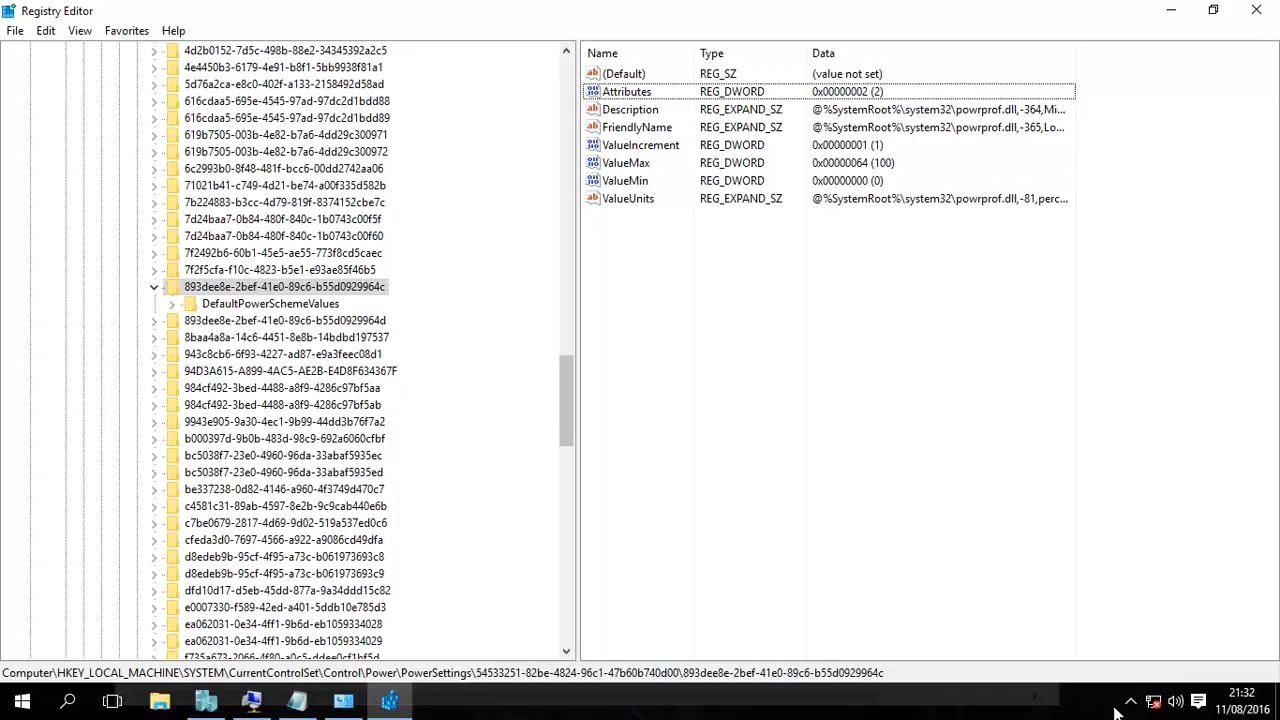 Registry Editor
File Edit View Favorites Help
4d2b0152-7d5c-498b-88e2-34345392a2c5
4e4450b3-6179-4e91-b8f1-5bb9938f81a1
5d76a2ca-e8c0-402f-a133-2158492d58ad
616cdaa5-695e-4545-97ad-97dc2d1bdd88
616cdaa5-695e-4545-97ad-97dc2d1bdd89
619b7505-003b-4e82-b7a6-4dd29c300971
619b7505-003b-4e82-b7a6-4dd29c300972
6c2993b0-8f48-481f-bcc6-00dd2742aa06
71021b41-c749-4d21-be74-a00f335d582b
7b224883-b3cc-4d79-819f-8374152cbe7c
7d24baa7-0b84-480f-840c-1b0743c00f5f
7d24baa7-0b84-480f-840c-1b0743c00f60
7f2492b6-60b1-45e5-ae55-773f8cd5caec
7f2f5cfa-f10c-4823-b5e1-e93ae85f46b5
893dee8e-2bef-41e0-89c6-b55d0929964c
DefaultPowerSchemeValues
893dee8e-2bef-41e0-89c6-b55d0929964d
8baa4a8a-14c6-4451-8e8b-14bdbd197537
943c8cb6-6f93-4227-ad87-e9a3feec08d1
94D3A615-A899-4AC5-AE2B-E4D8F634367F
984cf492-3bed-4488-a8f9-4286c97bf5aa
984cf492-3bed-4488-a8f9-4286c97bf5ab
9943e905-9a30-4ec1-9b99-44dd3b76f7a2
b000397d-9b0b-483d-98c9-692a6060cfbf
bc5038f7-23e0-4960-96da-33abaf5935ec
bc5038f7-23e0-4960-96da-33abaf5935ed
be337238-0d82-4146-a960-4f3749d470c7
c4581c31-89ab-4597-8e2b-9c9cab440e6b
c7be0679-2817-4d69-9d02-519a537ed0c6
cfeda3d0-7697-4566-a922-a9086cd49dfa
d8edeb9b-95cf-4f95-a73c-b061973693c8
d8edeb9b-95cf-4f95-a73c-b061973693c9
dfd10d17-d5eb-45dd-877a-9a34ddd15c82
e0007330-f589-42ed-a401-5ddb10e785d3
ea062031-0e34-4ff1-9b6d-eb1059334028
ea062031-0e34-4ff1-9b6d-eb1059334029
f735a673-2066-4f80-a0c5-ddee0cf1bf5d
Name Type Data
(Default) REG_SZ (value not set)
Attributes REG_DWORD 0x00000002 (2)
Description REG_EXPAND_SZ @%SystemRoot%\system32\powrprof.dll,-364,Mi...
FriendlyName REG_EXPAND_SZ @%SystemRoot%\system32\powrprof.dll,-365,Lo...
ValueIncrement REG_DWORD 0x00000001 (1)
ValueMax REG_DWORD 0x00000064 (100)
ValueMin REG_DWORD 0x00000000 (0)
ValueUnits REG_EXPAND_SZ @%SystemRoot%\system32\powrprof.dll,-81,perc...
Computer\HKEY_LOCAL_MACHINE\SYSTEM\CurrentControlSet\Control\Power\PowerSettings\54533251-82be-4824-96c1-47b60b740d00\893dee8e-2bef-41e0-89c6-b55d0929964c
21:32
11/08/2016